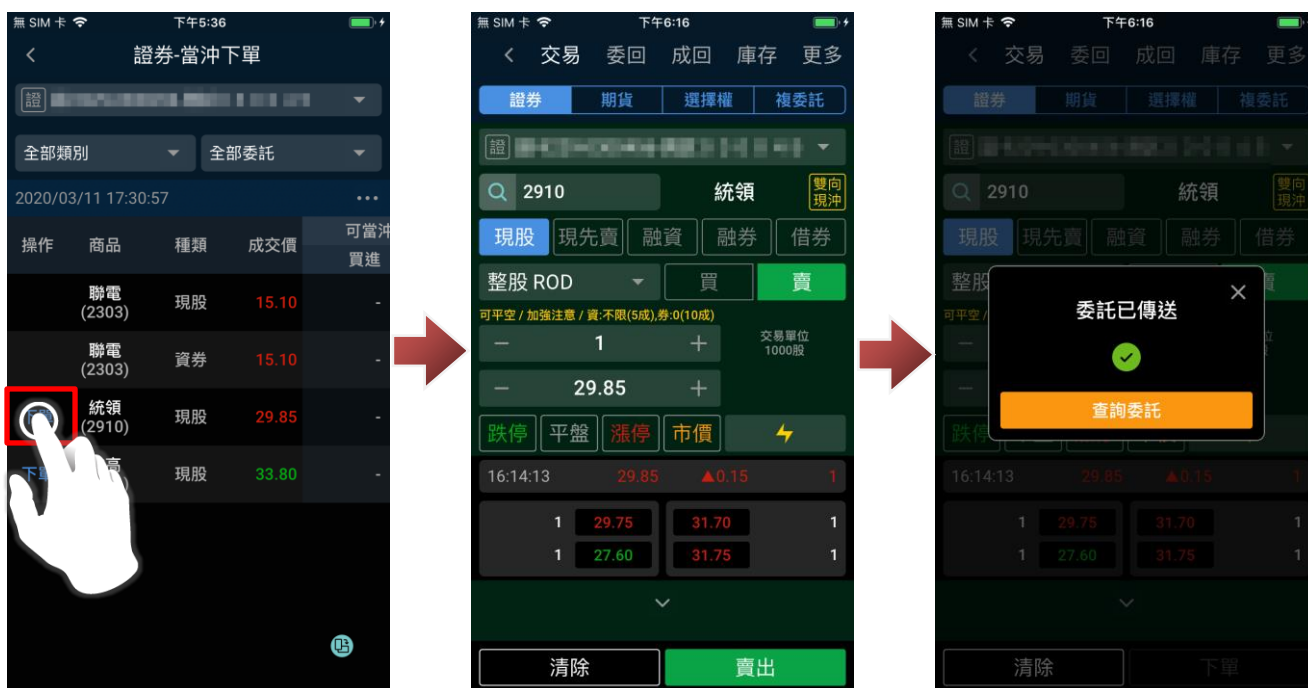 無 SIM 卡 下午5:36
證券-當沖下單
證
全部類別 全部委託
2020/03/11 17:30:57 •••
操作 商品 種類 成交價 可當沖
買進
聯電 現股 15.10 -
(2303)
聯電 資券 15.10 -
(2303)
統領 現股 29.85 -
(2910)
下單 高 現股 33.80 -
無 SIM 卡 下午6:16
交易 委回 成回 庫存 更多
證券 期貨 選擇權 複委託
證
2910 統領 雙向
現沖
現股 現先賣 融資 融券 借券
整股 ROD 買 賣
可平空 / 加強注意 / 資:不限(5成),券:0(10成)
− 1 + 交易單位
1000股
− 29.85 +
跌停 平盤 漲停 市價
16:14:13 29.85 ▲0.15 1
1 29.75 31.70 1
1 27.60 31.75 1
清除 賣出
無 SIM 卡 下午6:16
交易 委回 成回 庫存 更多
證券 期貨 選擇權 複委託
證
2910 統領 雙向
現沖
現股 現先賣 融資 融券 借券
整股 賣
可平空 /
委託已傳送
查詢委託
跌停
16:14:13 29.85 ▲0.15 1
1 29.75 31.70 1
1 27.60 31.75 1
清除 下單